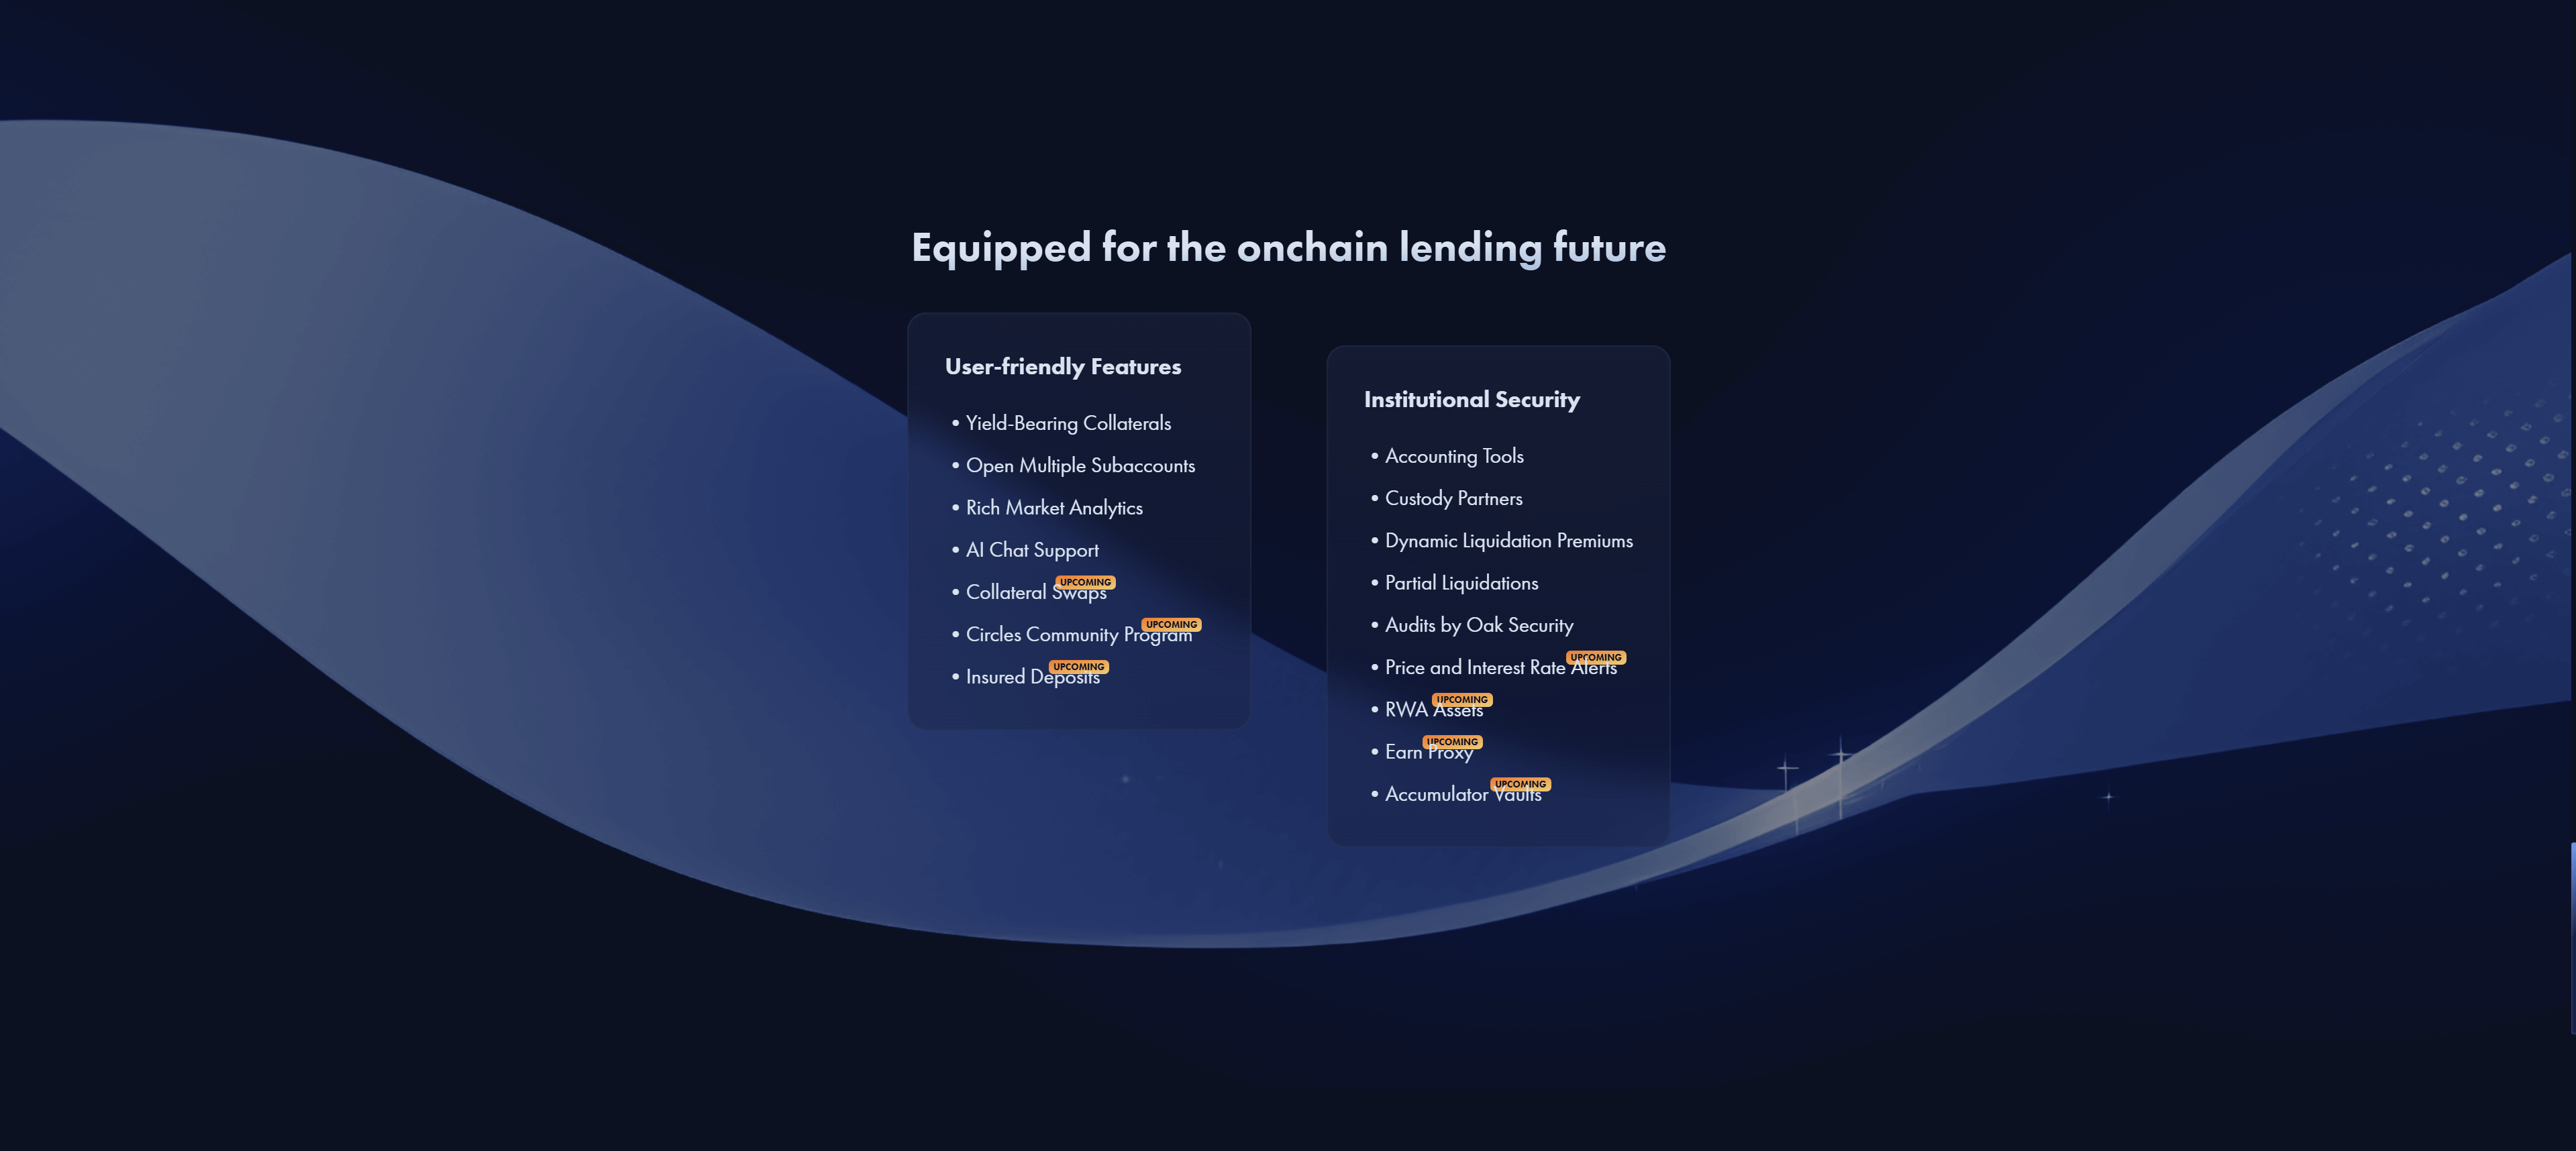 Equipped for the onchain lending future
User-friendly Features
• Yield-Bearing Collaterals
• Open Multiple Subaccounts
• Rich Market Analytics
• AI Chat Support
• Collateral Swaps UPCOMING
• Circles Community Program UPCOMING
• Insured Deposits UPCOMING
Institutional Security
• Accounting Tools
• Custody Partners
• Dynamic Liquidation Premiums
• Partial Liquidations
• Audits by Oak Security
• Price and Interest Rate Alerts UPCOMING
• RWA Assets UPCOMING
• Earn Proxy UPCOMING
• Accumulator Vaults UPCOMING